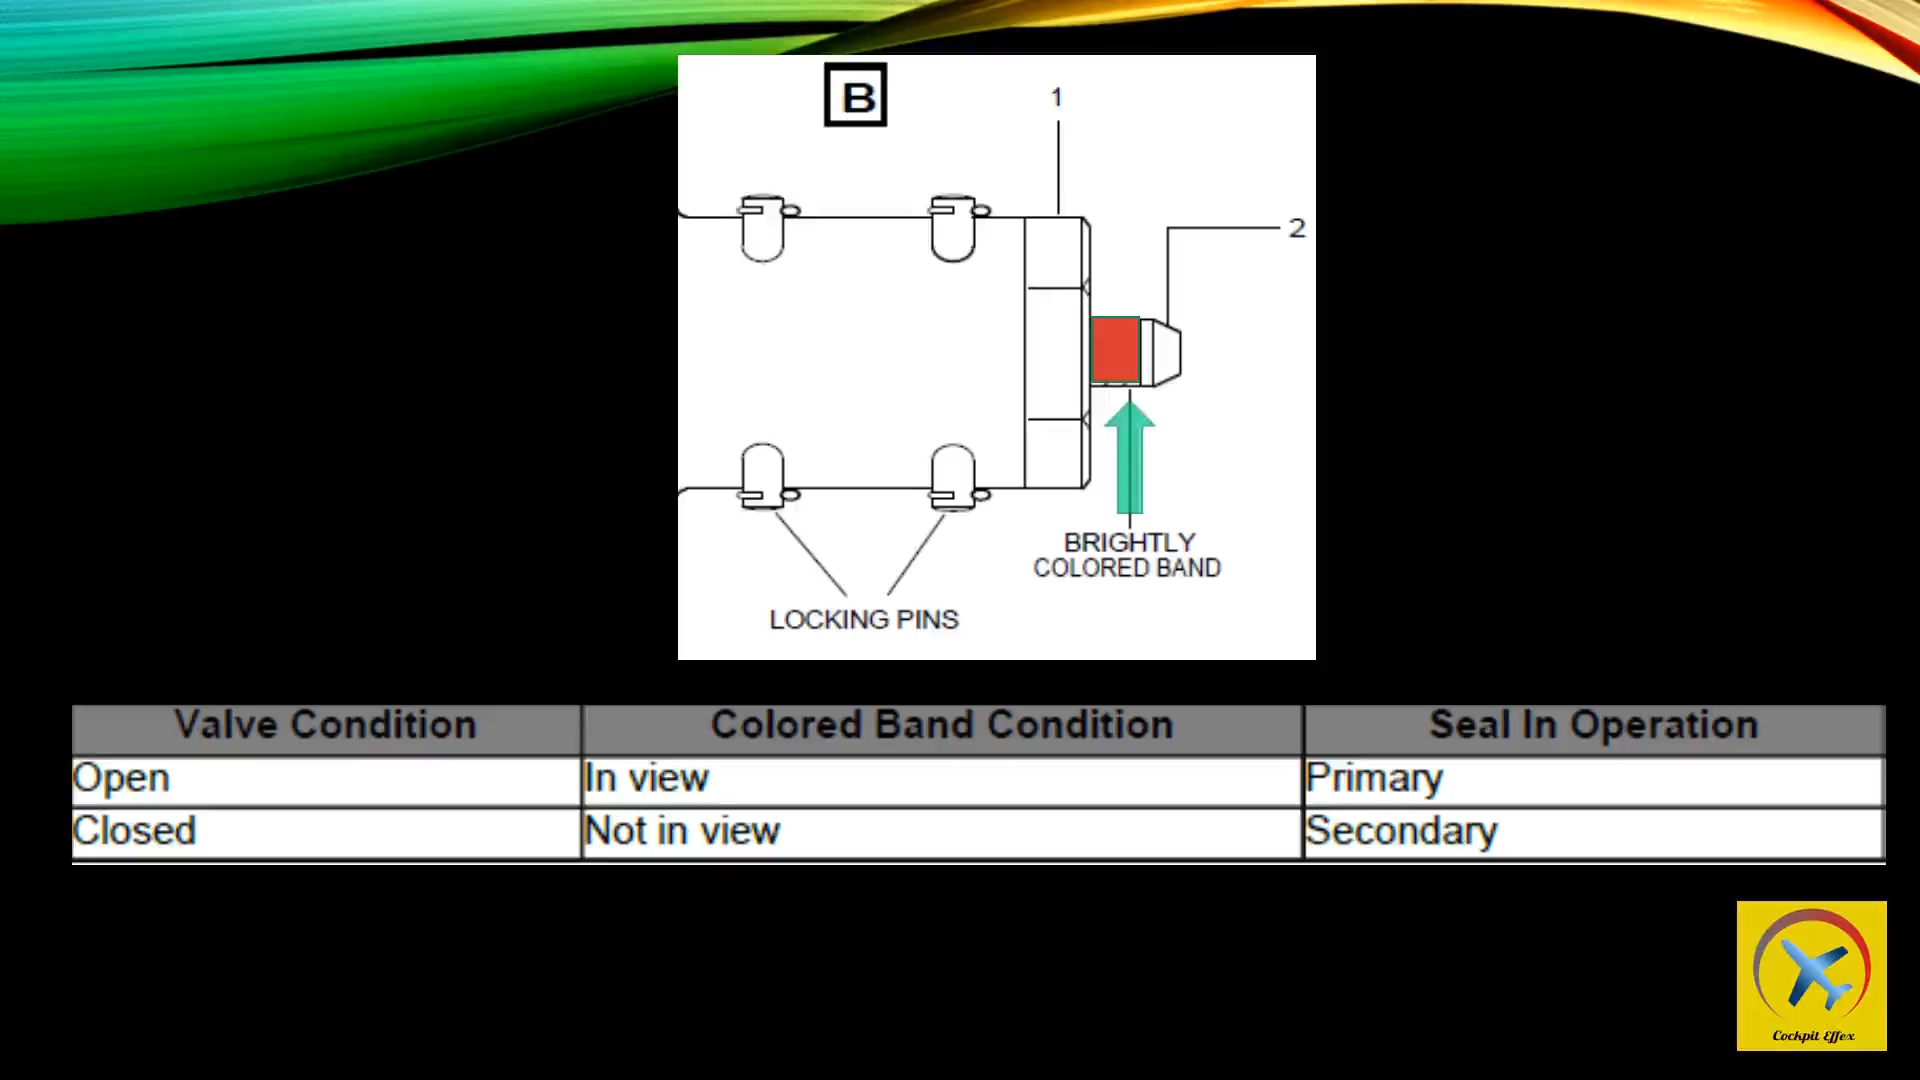 B
1
2
BRIGHTLY
COLORED BAND
LOCKING PINS
Valve Condition Colored Band Condition Seal In Operation
Open In view Primary
Closed Not in view Secondary
Cockpit Effex